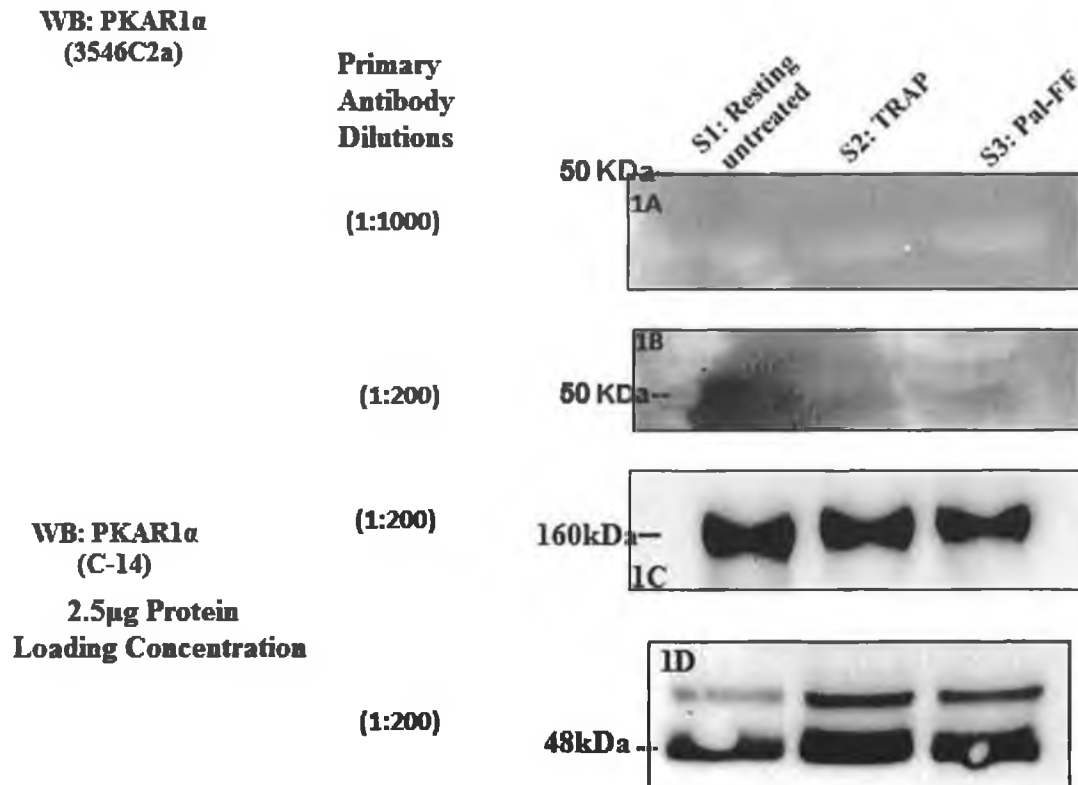 WB: PKAR1α
(3546C2a)
Primary
Antibody
Dilutions
S1: Resting
untreated
S2: TRAP
S3: Pal-FF
50 KDa
1A
(1:1000)
1B
(1:200)
50 KDa--
(1:200)
WB: PKAR1α
(C-14)
160kDa—
1C
2.5µg Protein
Loading Concentration
1D
(1:200)
48kDa --